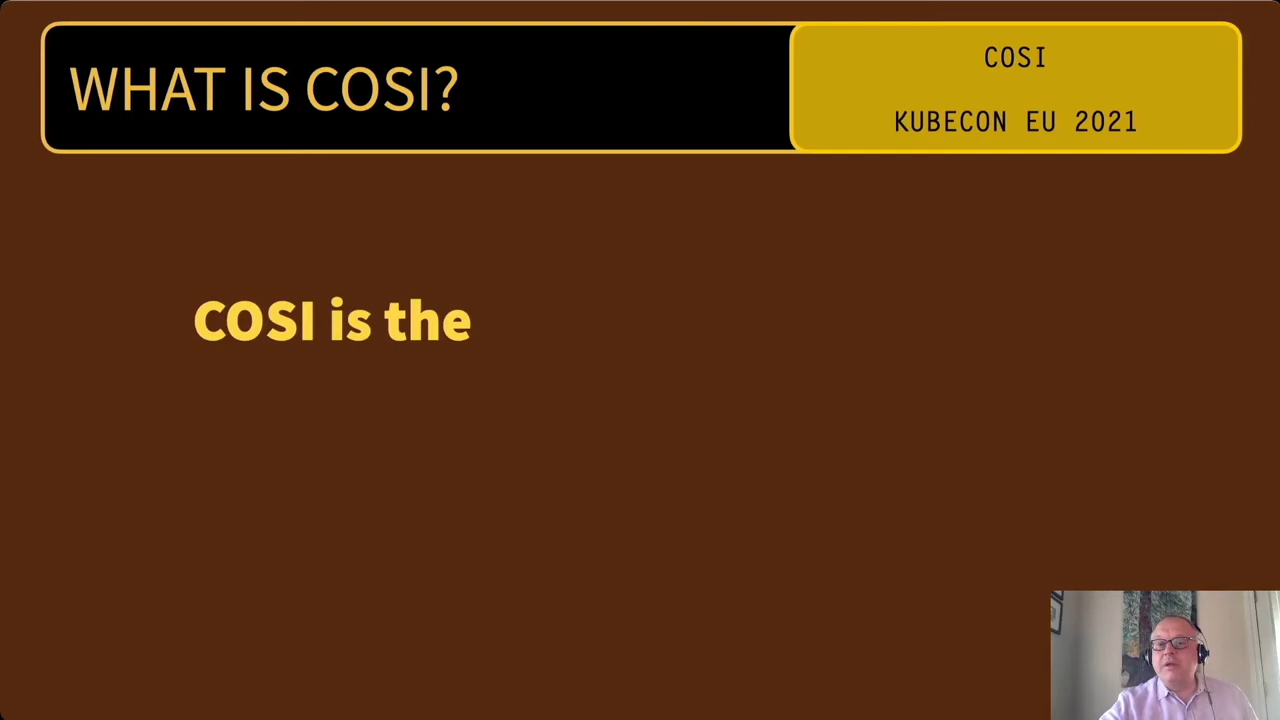 WHAT IS COSI?
COSI
KUBECON EU 2021
COSI is the